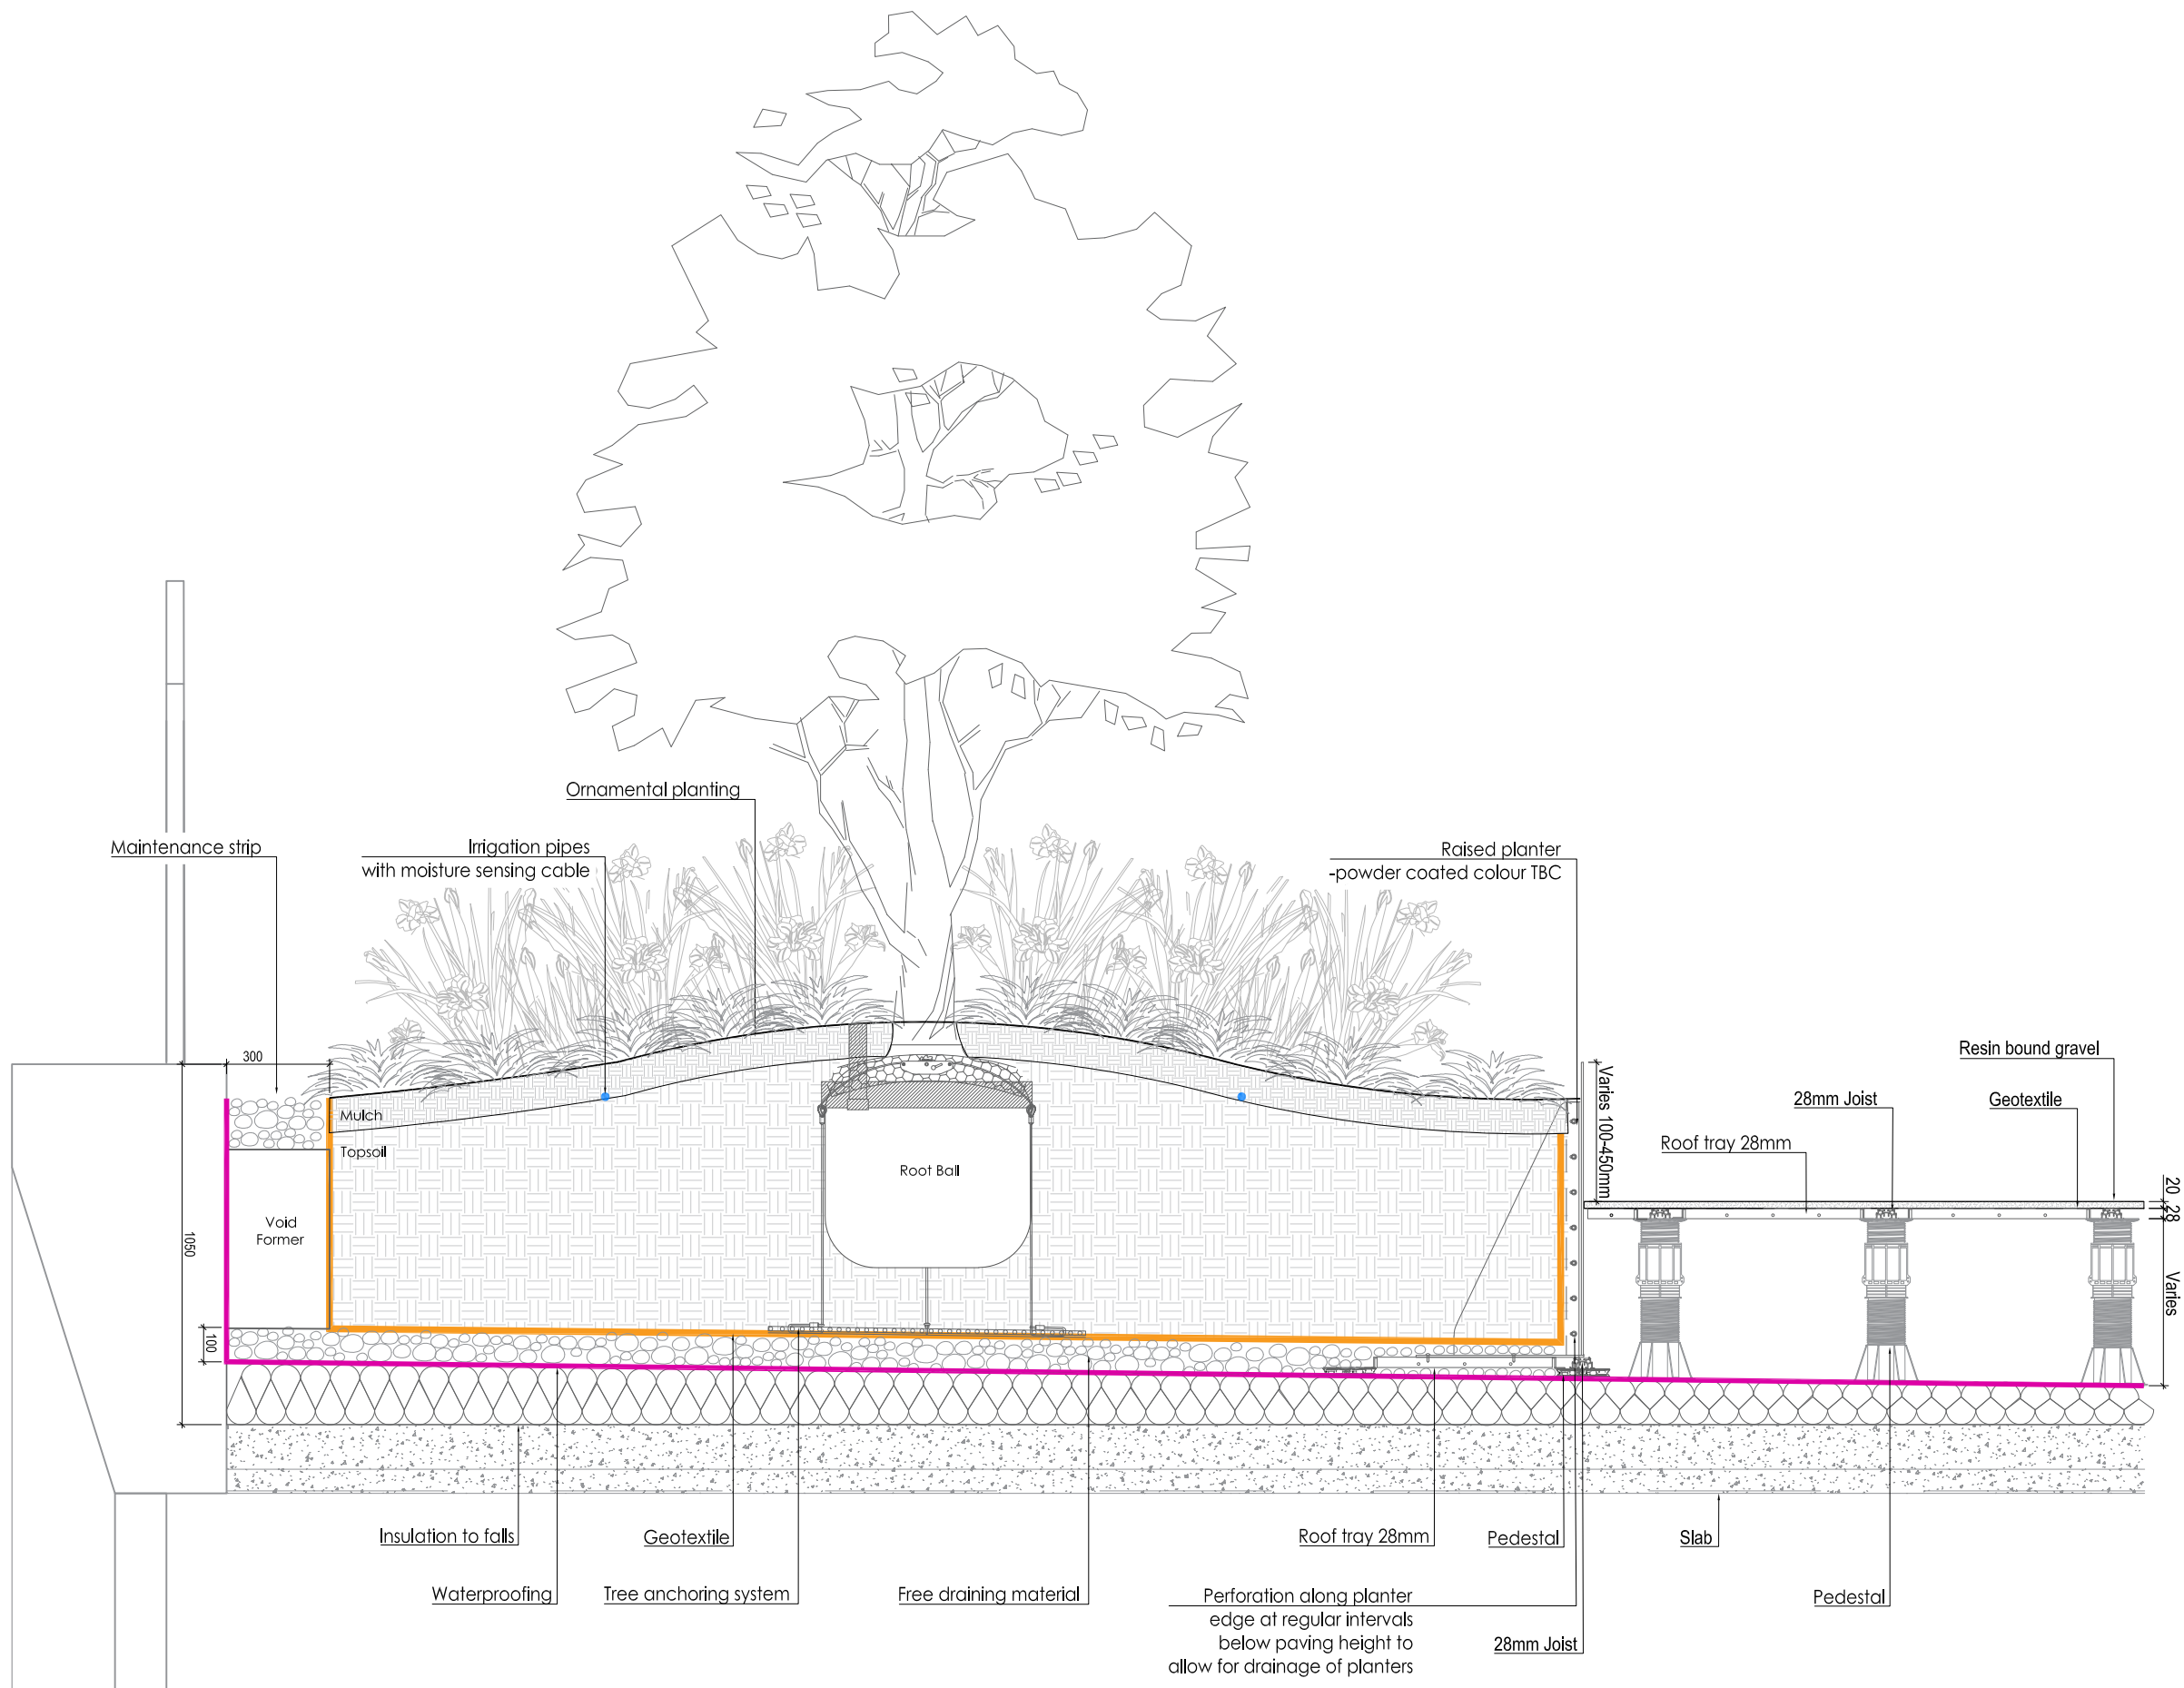 Ornamental planting
Maintenance strip
Irrigation pipes
with moisture sensing cable
Raised planter
-powder coated colour TBC
300
Resin bound gravel
28mm Joist
Geotextile
Roof tray 28mm
Varies 100-450mm
Mulch
Topsoil
Root Ball
Void
Former
1050
100
20
28
Varies
Insulation to falls
Geotextile
Roof tray 28mm
Pedestal
Slab
Waterproofing
Tree anchoring system
Free draining material
Perforation along planter
edge at regular intervals
below paving height to
allow for drainage of planters
28mm Joist
Pedestal